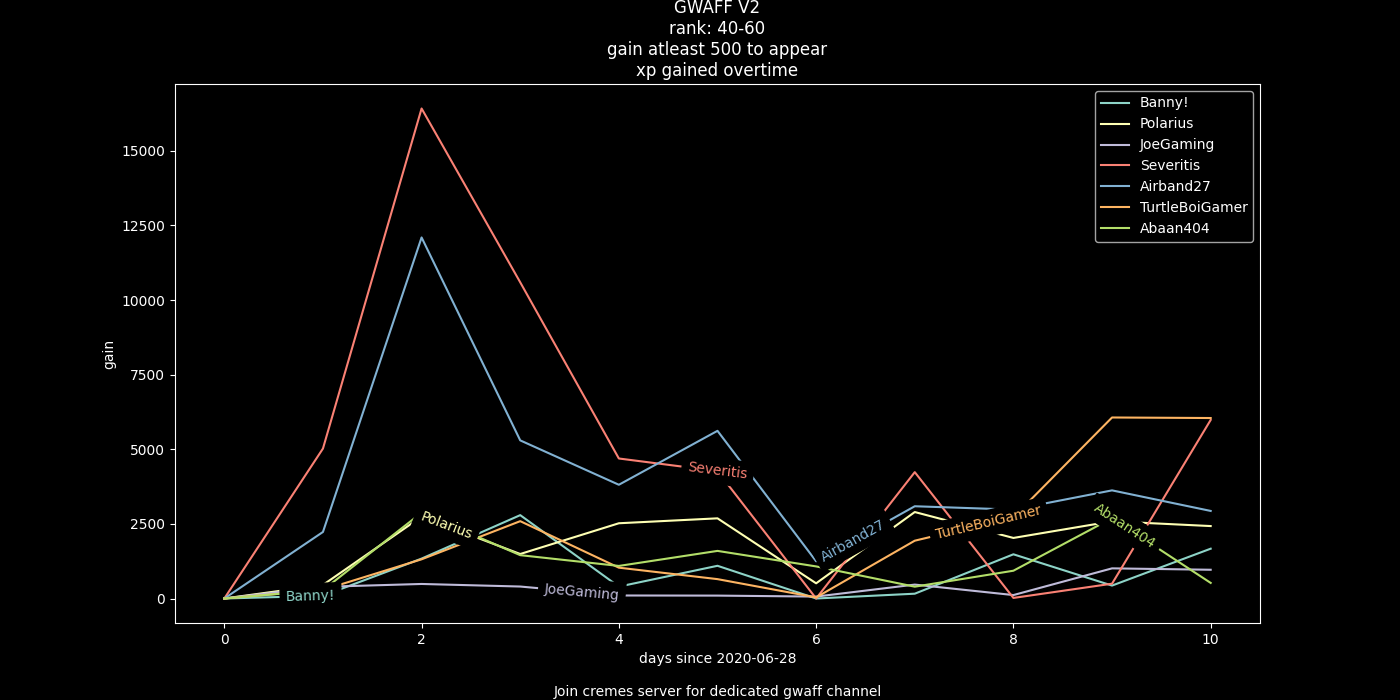 GWAFF V2
rank: 40-60
gain atleast 500 to appear
xp gained overtime
Banny!
Polarius
JoeGaming
Severitis
Airband27
TurtleBoiGamer
Abaan404
15000
12500
10000
7500
5000
2500
0
gain
Severitis
Polarius
Airband27
TurtleBoiGamer
Abaan404
JoeGaming
Banny!
0 2 4 6 8 10
days since 2020-06-28
Join cremes server for dedicated gwaff channel